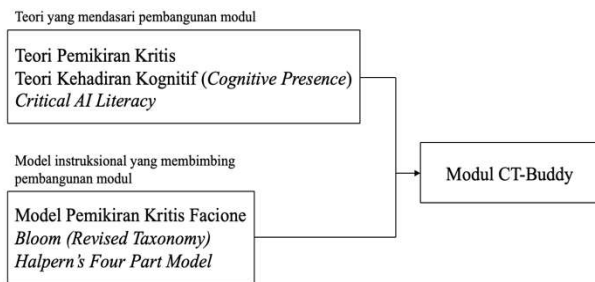 Teori yang mendasari pembangunan modul
Teori Pemikiran Kritis
Teori Kehadiran Kognitif (Cognitive Presence)
Critical AI Literacy
Model instruksional yang membimbing
pembangunan modul
Model Pemikiran Kritis Facione
Bloom (Revised Taxonomy)
Halpern's Four Part Model
Modul CT-Buddy